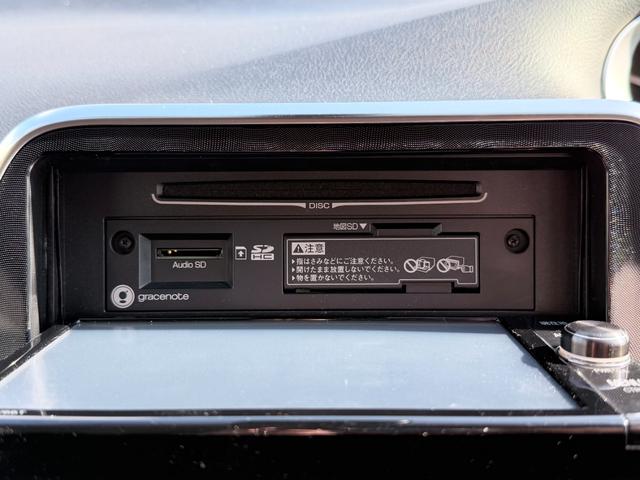 DISC
地図SD▼
Audio SD
SD
HC
⚠注意
▶指はさみなどにご注意ください。
▶開けたまま放置しないでください。
▶物を置かないでください。
gracenote